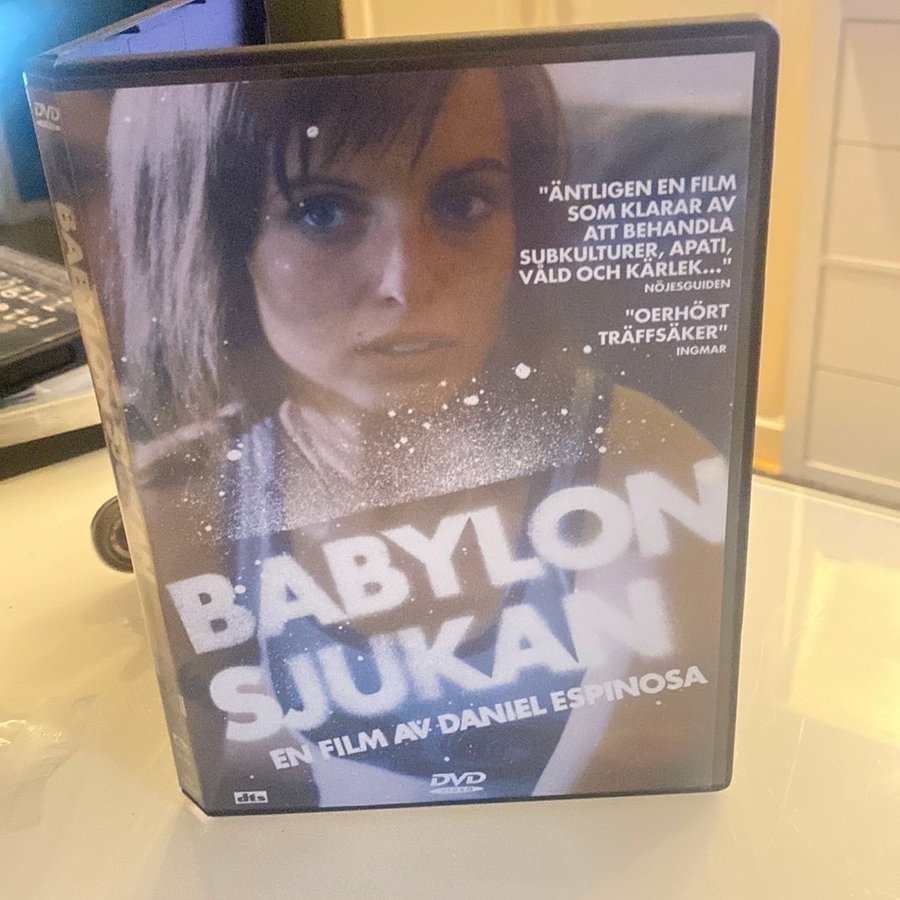 "ÄNTLIGEN EN FILM
SOM KLARAR AV
ATT BEHANDLA
SUBKULTURER, APATI,
VÅLD OCH KÄRLEK..."
NÖJESGUIDEN
"OERHÖRT
TRÄFFSÄKER"
INGMAR
BABYLON
SJUKAN
EN FILM AV DANIEL ESPINOSA
DVD
VIDEO
dts
DVD